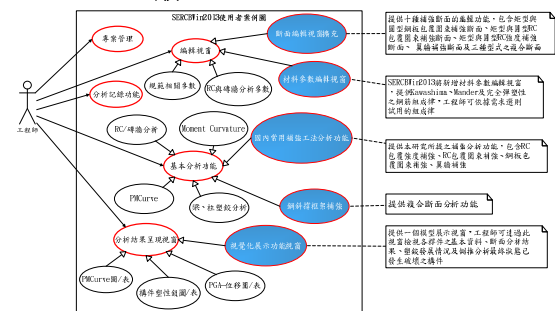 SERCBWin2013使用者案例圖
專案管理
編輯視窗
斷面編輯視窗擴充
材料參數編輯視窗
規範相關參數
RC與磚牆分析參數
分析記錄功能
工程師
RC/磚牆分析
Moment Curvature
國內常用補強工法分析功能
基本分析功能
PMCurve
梁、柱塑鉸分析
鋼斜撐框架補強
分析結果呈現視窗
視覺化展示功能視窗
PMCurve圖/表
構件塑性鉸圖/表
PGA-位移圖/表
提供十種補強斷面的編輯功能，包含矩型與
圓型鋼板包覆圍束補強斷面、矩型與圓型RC
包覆圍束補強斷面、矩型與圓型RC強度補強
斷面、翼牆補強斷面及三種型式之複合斷面
SERCBWin2013將新增材料參數編輯視窗
，提供Kawashima、Mander及完全彈塑性
之鋼筋組成律，工程師可依據需求選則
試用的組成律
提供本研究所提之補強分析功能，包含RC
包覆強度補強、RC包覆圍束補強、鋼板包
覆圍束補強、翼牆補強
提供複合斷面分析功能
提供一個模型展示視窗，工程師可透過此
視窗檢視各桿件之基本資料、斷面分析結
果、塑鉸發展情況及側推分析最終狀態已
發生破壞之構件